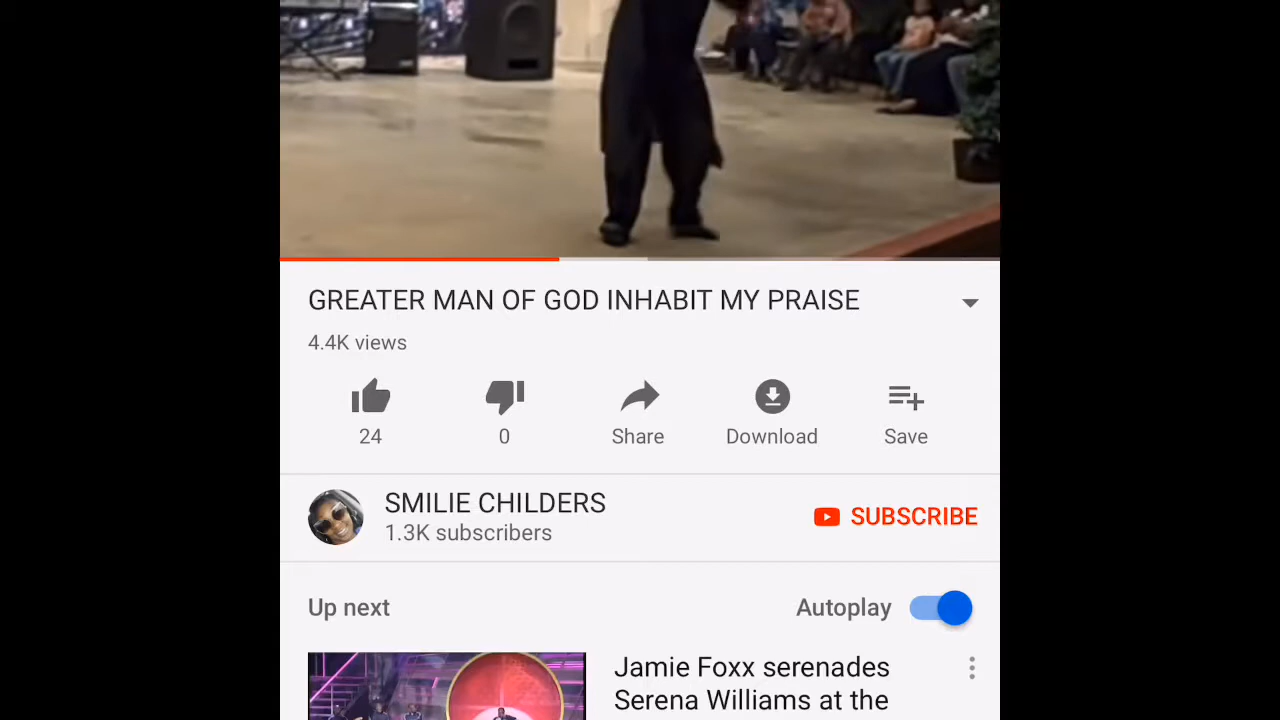 GREATER MAN OF GOD INHABIT MY PRAISE
4.4K views
24
0
Share
Download
Save
SMILIE CHILDERS
1.3K subscribers
SUBSCRIBE
Up next
Autoplay
Jamie Foxx serenades
Serena Williams at the